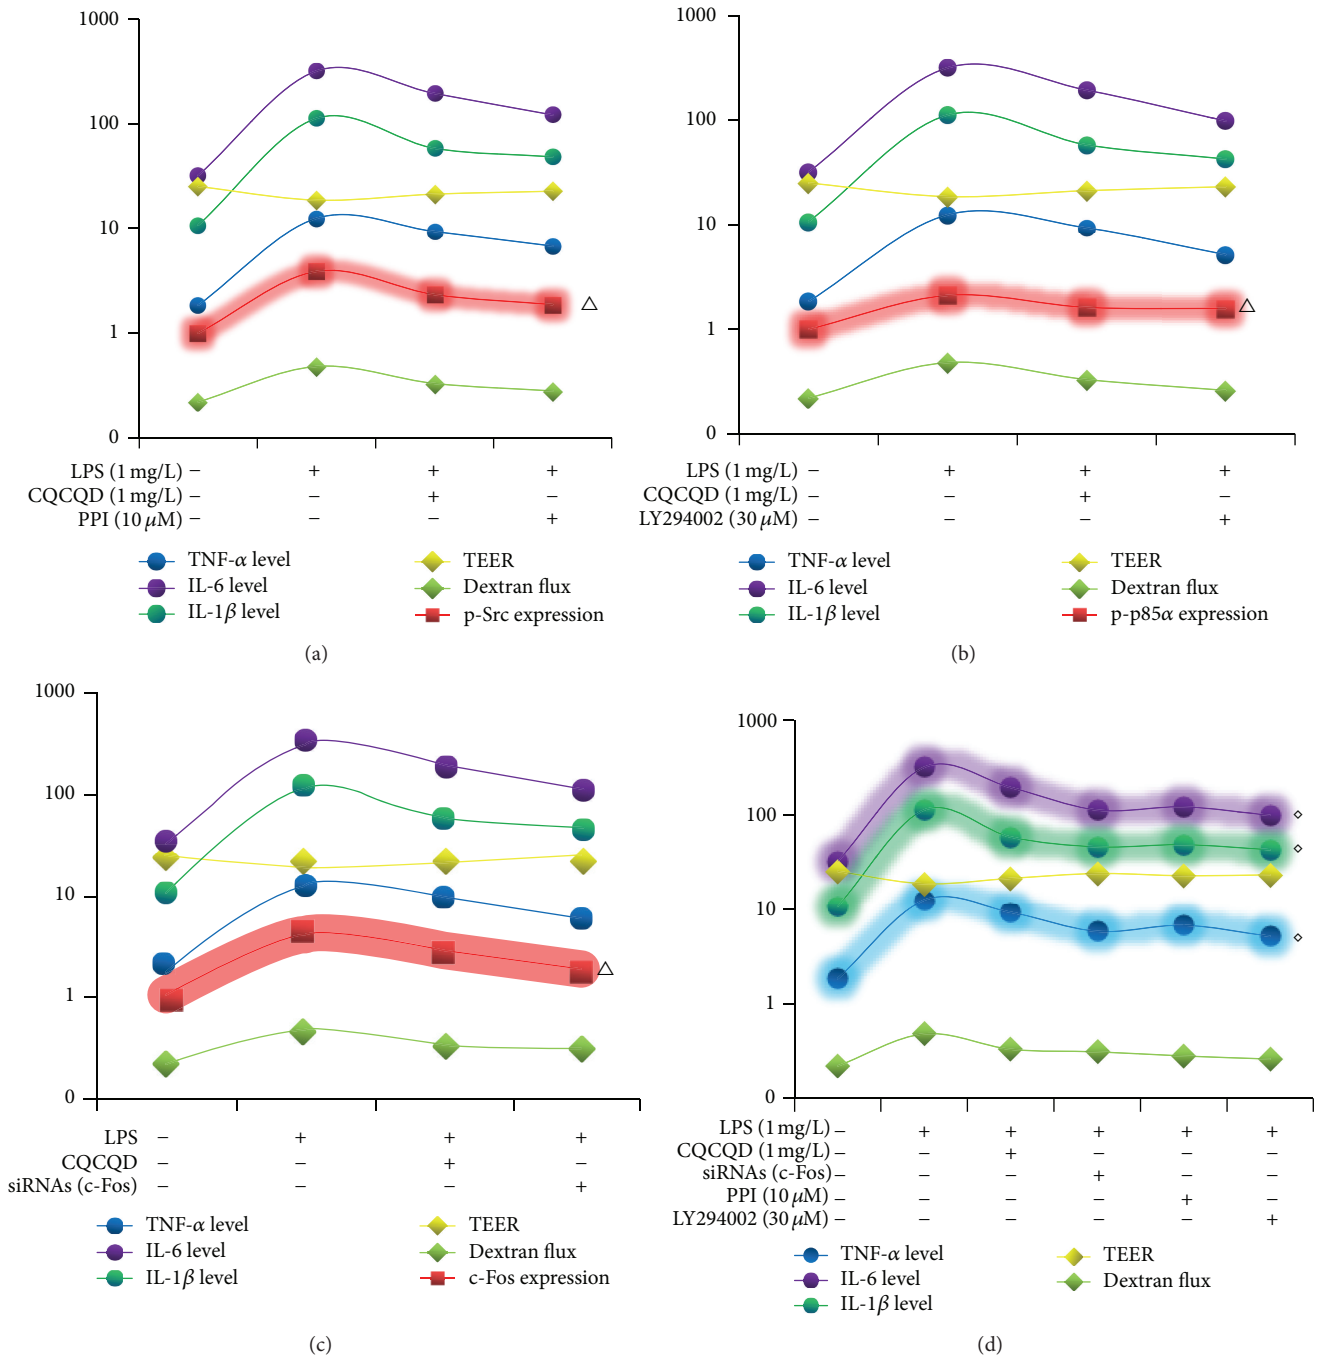 1000
100
10
1
0
LPS (1 mg/L) − + + +
CQCQD (1 mg/L) − − + −
PPI (10 μM) − − − +
TNF-α level
IL-6 level
IL-1β level
TEER
Dextran flux
p-Src expression
(a)
1000
100
10
1
0
LPS (1 mg/L) − + + +
CQCQD (1 mg/L) − − + −
LY294002 (30 μM) − − − +
TNF-α level
IL-6 level
IL-1β level
TEER
Dextran flux
p-p85α expression
(b)
1000
100
10
1
0
LPS − + + +
CQCQD − − + −
siRNAs (c-Fos) − − − +
TNF-α level
IL-6 level
IL-1β level
TEER
Dextran flux
c-Fos expression
(c)
1000
100
10
1
0
LPS (1 mg/L) − + + + + +
CQCQD (1 mg/L) − − + − − −
siRNAs (c-Fos) − − − + − −
PPI (10 μM) − − − − + −
LY294002 (30 μM) − − − − − +
TNF-α level
IL-6 level
IL-1β level
TEER
Dextran flux
(d)